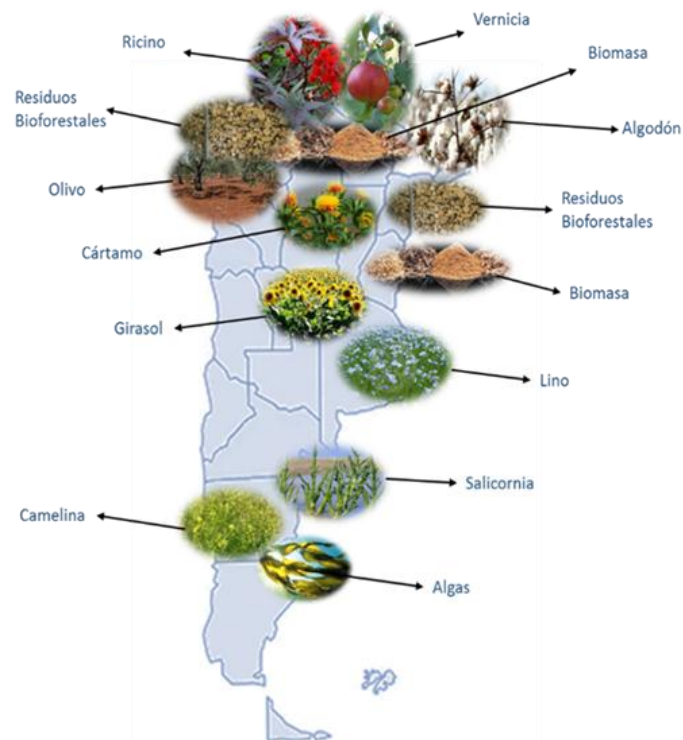 Vernicia
Ricino
Biomasa
Residuos
Bioforestales
Algodón
Olivo
Residuos
Bioforestales
Cártamo
Biomasa
Girasol
Lino
Salicornia
Camelina
Algas